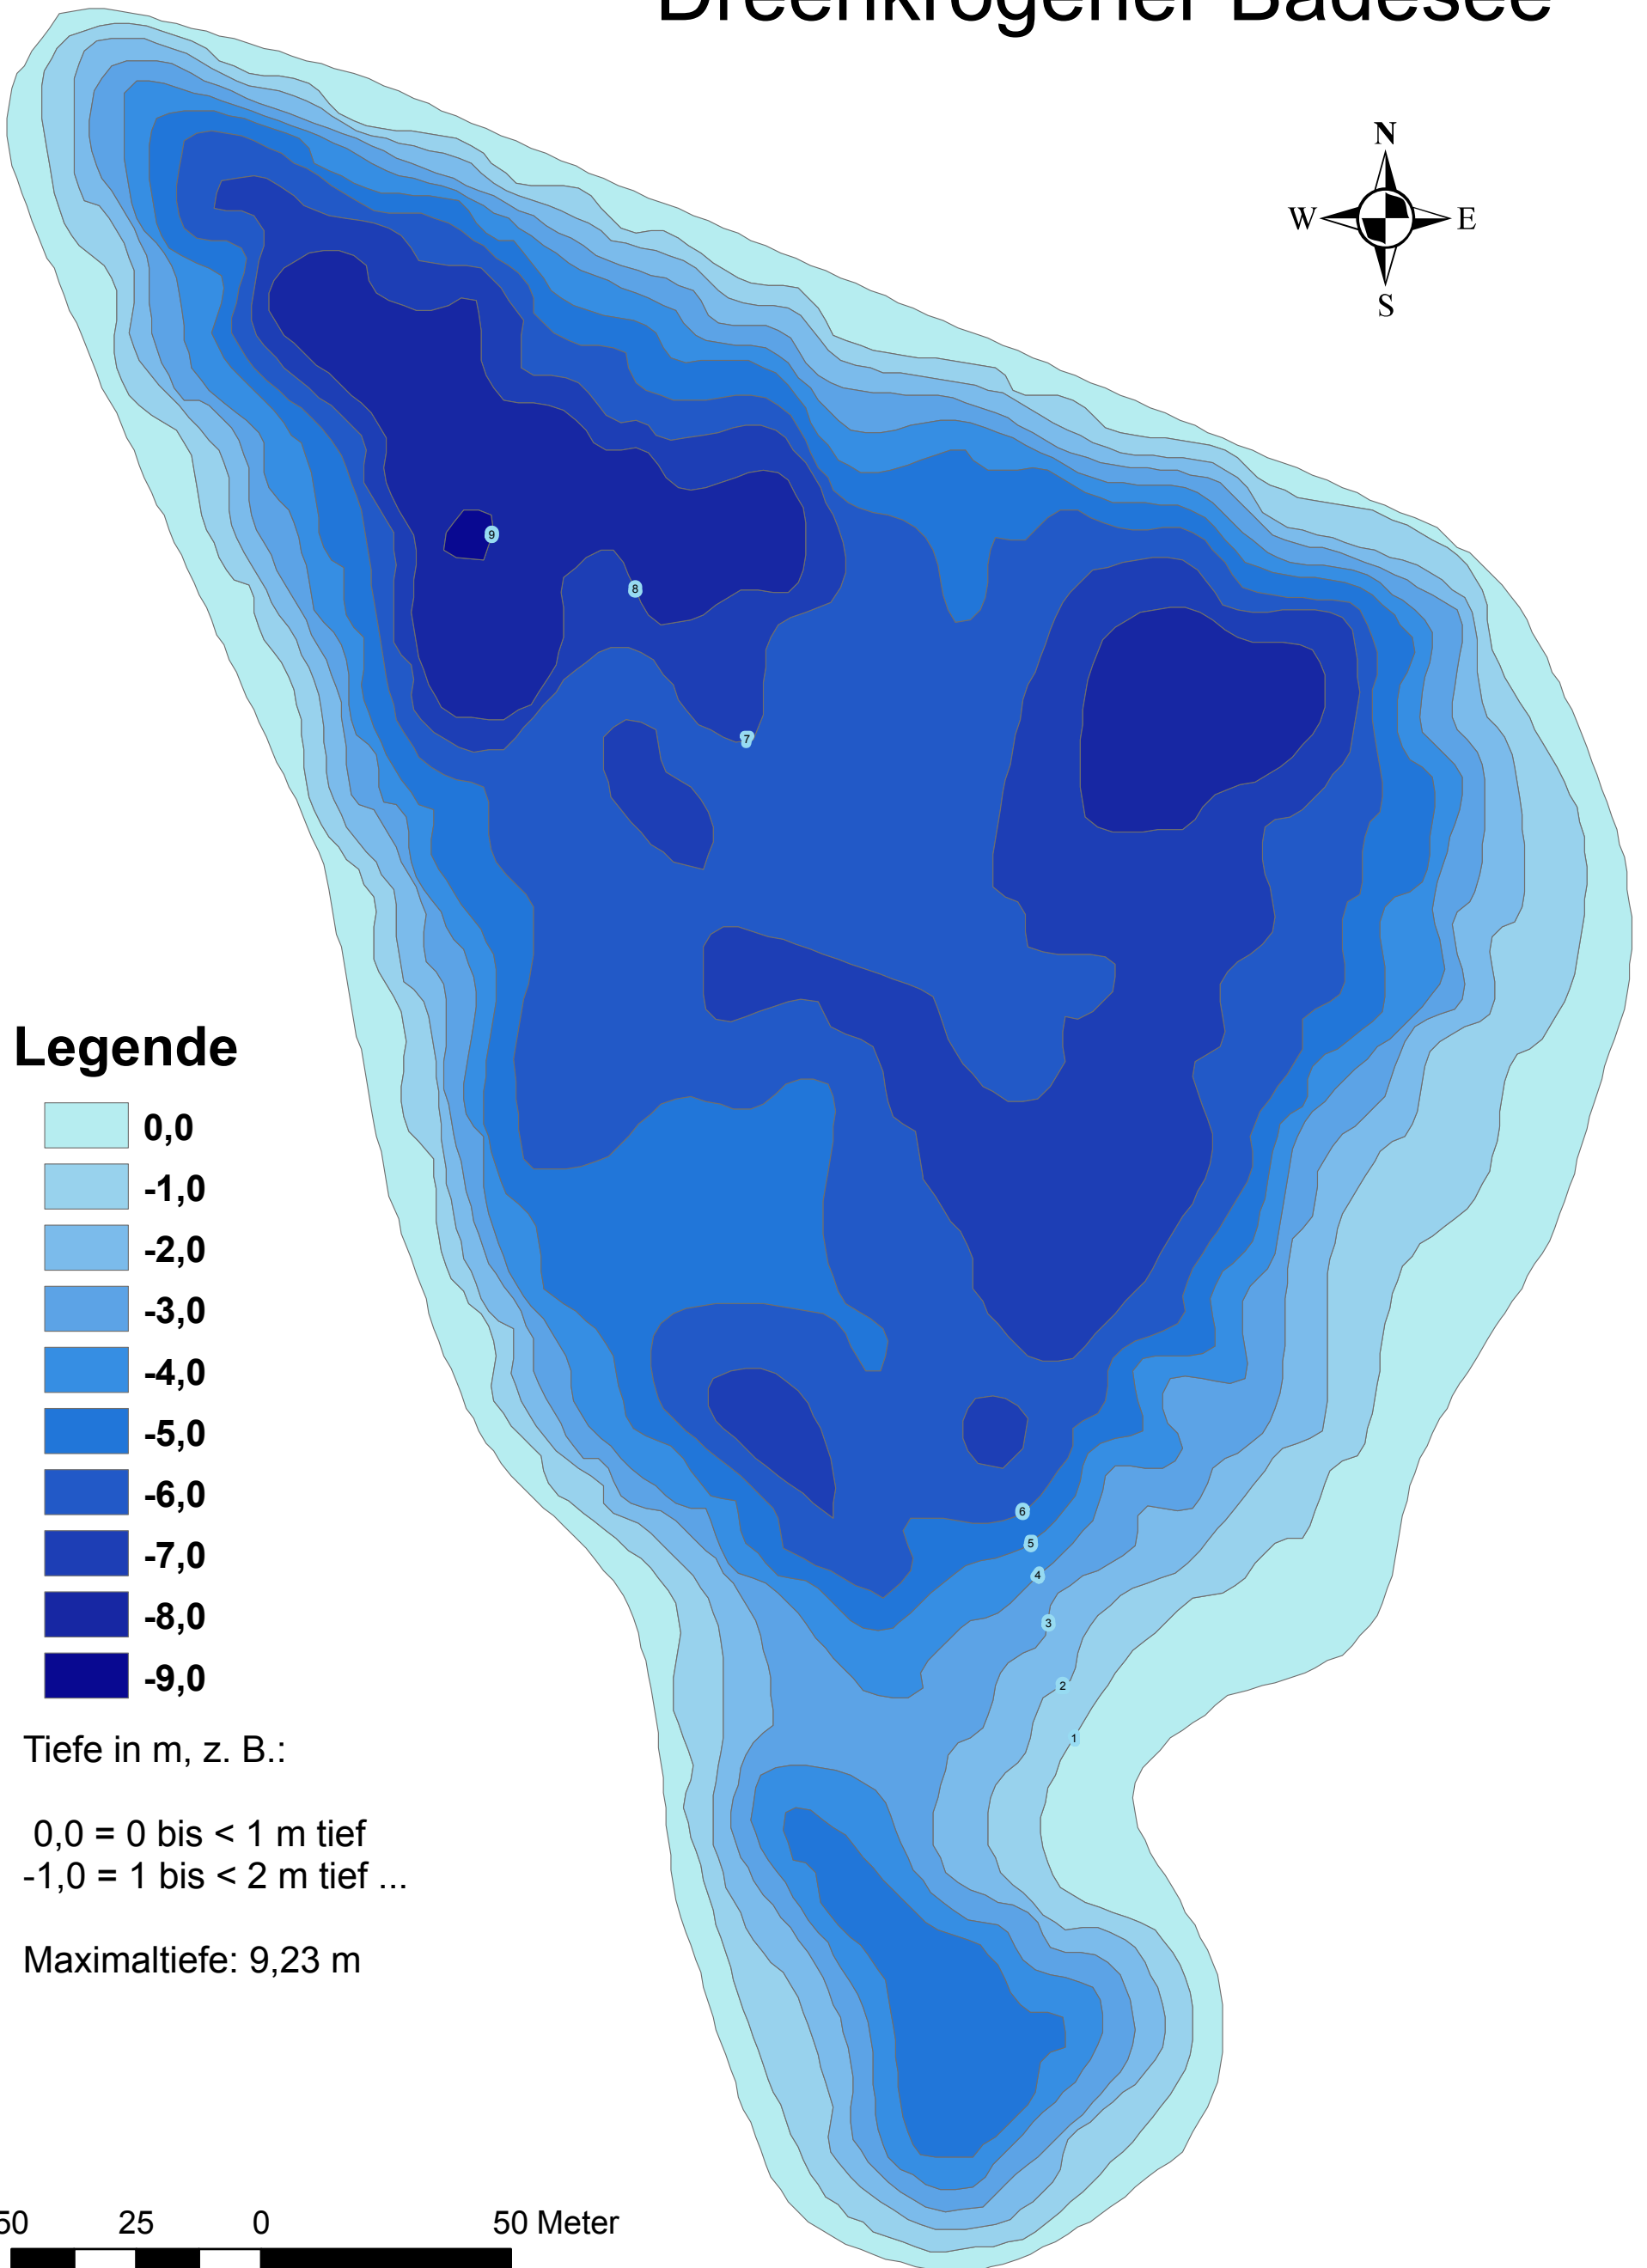 Dreenkrögener Badesee
N
W E
S
9
8
7
Legende
0,0
-1,0
-2,0
-3,0
-4,0
-5,0
-6,0
-7,0
-8,0
-9,0
6
5
4
3
2
1
Tiefe in m, z. B.:
0,0 = 0 bis < 1 m tief
-1,0 = 1 bis < 2 m tief ...
Maximaltiefe: 9,23 m
50 25 0 50 Meter